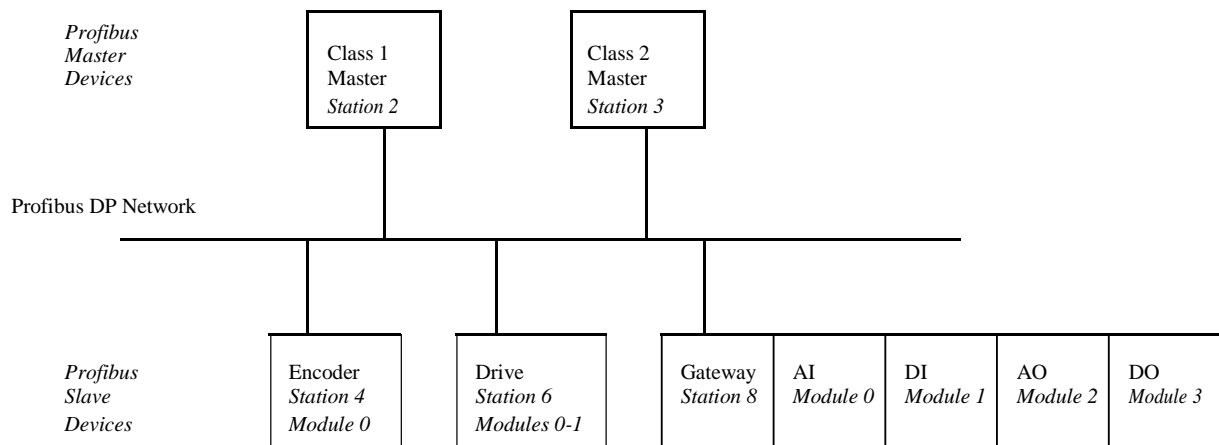 Profibus
Master
Devices
Class 1
Master
Station 2
Class 2
Master
Station 3
Profibus DP Network
Profibus
Slave
Devices
Encoder
Station 4
Module 0
Drive
Station 6
Modules 0-1
Gateway
Station 8
AI
Module 0
DI
Module 1
AO
Module 2
DO
Module 3